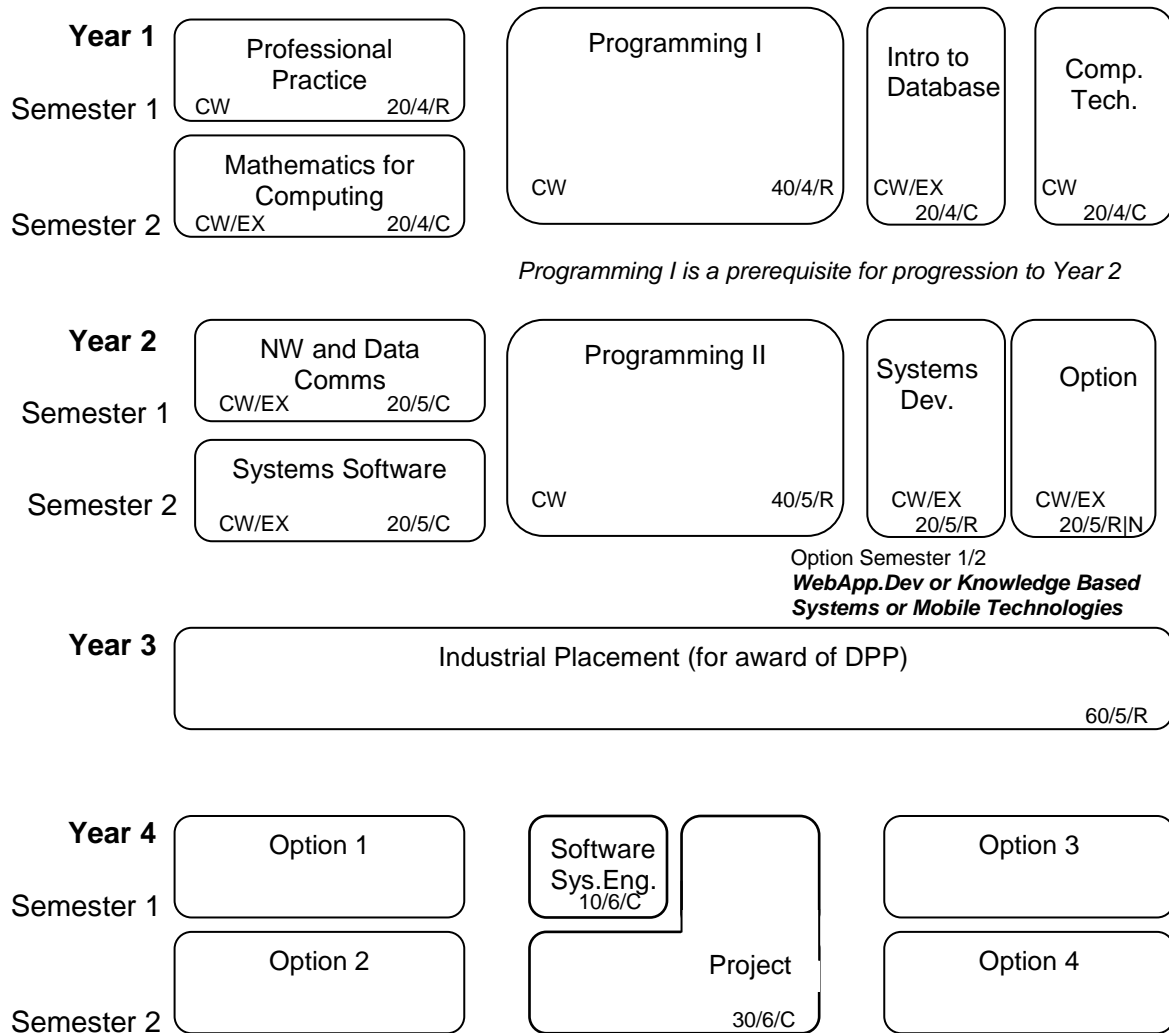 Year 1
Semester 1
Semester 2
Professional
Practice
CW 20/4/R
Mathematics for
Computing
CW/EX 20/4/C
Programming I
CW 40/4/R
Intro to
Database
CW/EX
20/4/C
Comp.
Tech.
CW
20/4/C
Programming I is a prerequisite for progression to Year 2
Year 2
Semester 1
Semester 2
NW and Data
Comms
CW/EX 20/5/C
Systems Software
CW/EX 20/5/C
Programming II
CW 40/5/R
Systems
Dev.
CW/EX
20/5/R
Option
CW/EX
20/5/R|N
Option Semester 1/2
WebApp.Dev or Knowledge Based
Systems or Mobile Technologies
Year 3
Industrial Placement (for award of DPP)
60/5/R
Year 4
Semester 1
Semester 2
Option 1
Option 2
Software
Sys.Eng.
10/6/C
Project
30/6/C
Option 3
Option 4